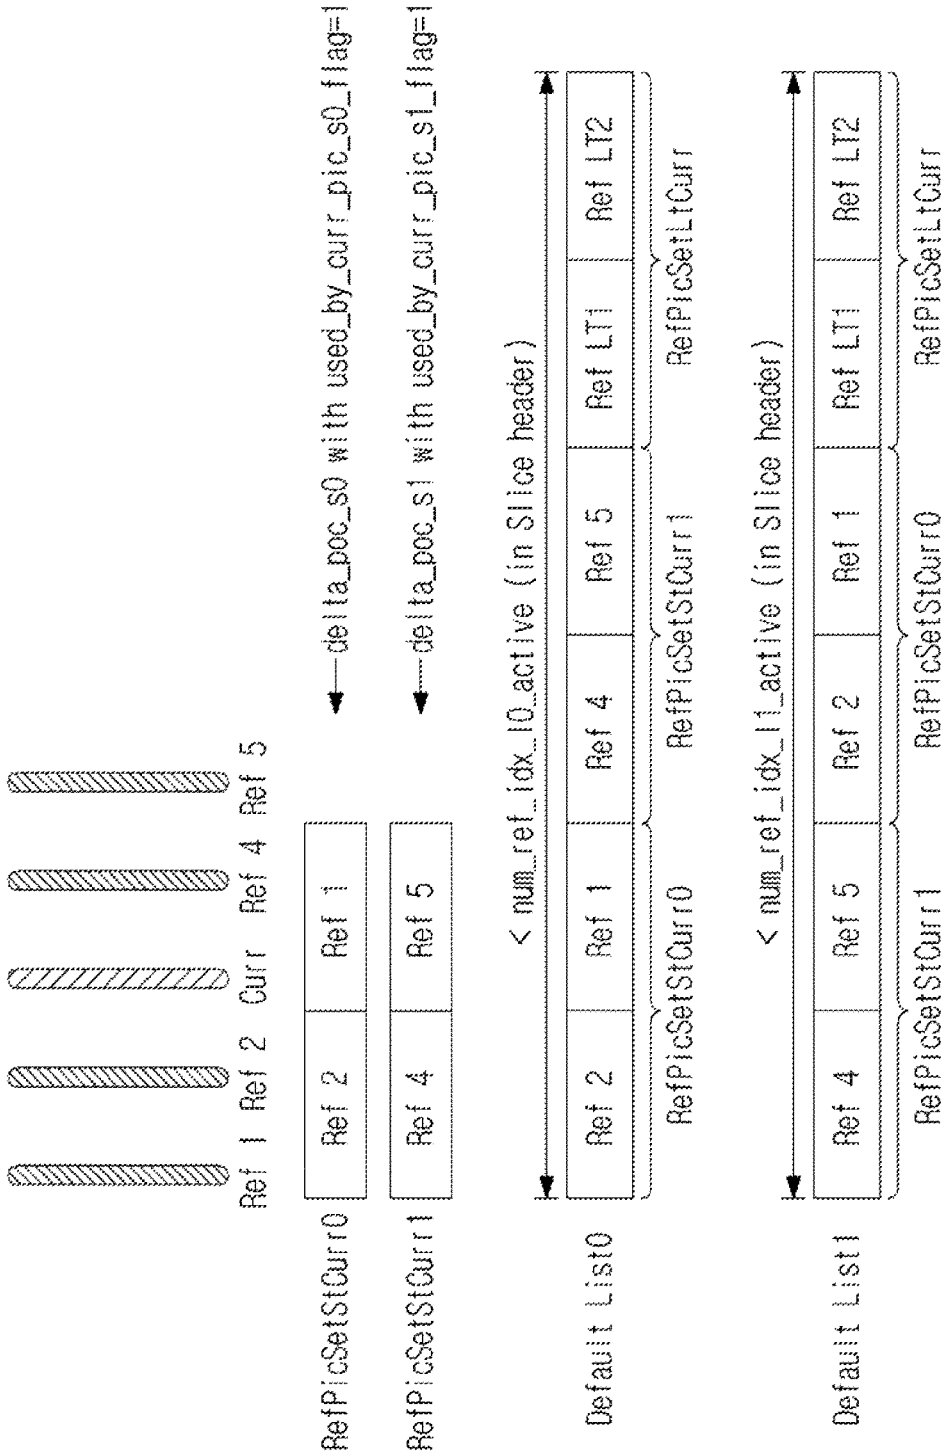 Ref 1 Ref 2 Curr Ref 4 Ref 5
RefPicSetStCurr0 Ref 2 Ref 1 delta_poc_s0 with used_by_curr_pic_s0_flag=1
RefPicSetStCurr1 Ref 4 Ref 5 delta_poc_s1 with used_by_curr_pic_s1_flag=1
< num_ref_idx_l0_active (in Slice header)
Default List0 Ref 2 Ref 1 Ref 4 Ref 5 Ref LT1 Ref LT2
RefPicSetStCurr0 RefPicSetStCurr1 RefPicSetLtCurr
< num_ref_idx_l1_active (in Slice header)
Default List1 Ref 4 Ref 5 Ref 2 Ref 1 Ref LT1 Ref LT2
RefPicSetStCurr1 RefPicSetStCurr0 RefPicSetLtCurr